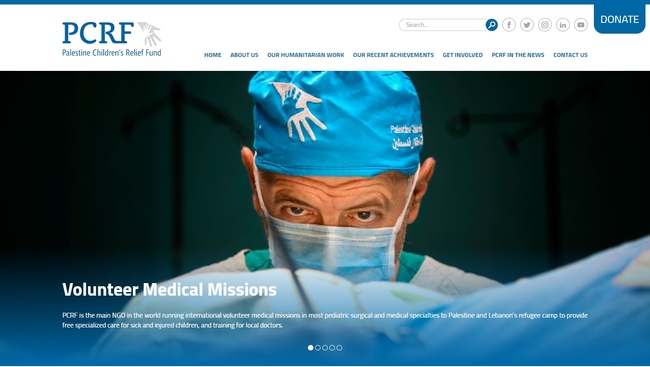 DONATE
Search..
PCRF
Palestine Children's Relief Fund
HOME ABOUT US OUR HUMANITARIAN WORK OUR RECENT ACHIEVEMENTS GET INVOLVED PCRF IN THE NEWS CONTACT US
Palestine
فلسطين
Volunteer Medical Missions
PCRF is the main NGO in the world running international volunteer medical missions in most pediatric surgical and medical specialties to Palestine and Lebanon's refugee camp to provide
free specialized care for sick and injured children, and training for local doctors.